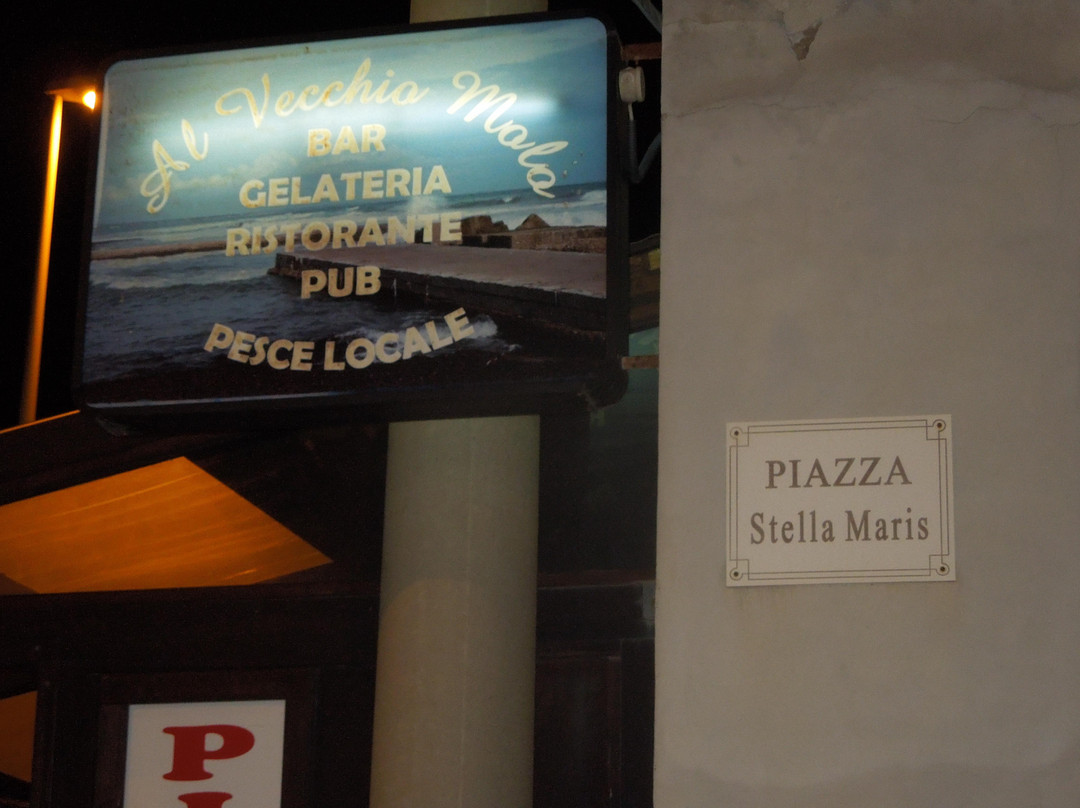 Al Vecchio Molo
BAR
GELATERIA
RISTORANTE
PUB
PESCE LOCALE
PIAZZA
Stella Maris
P